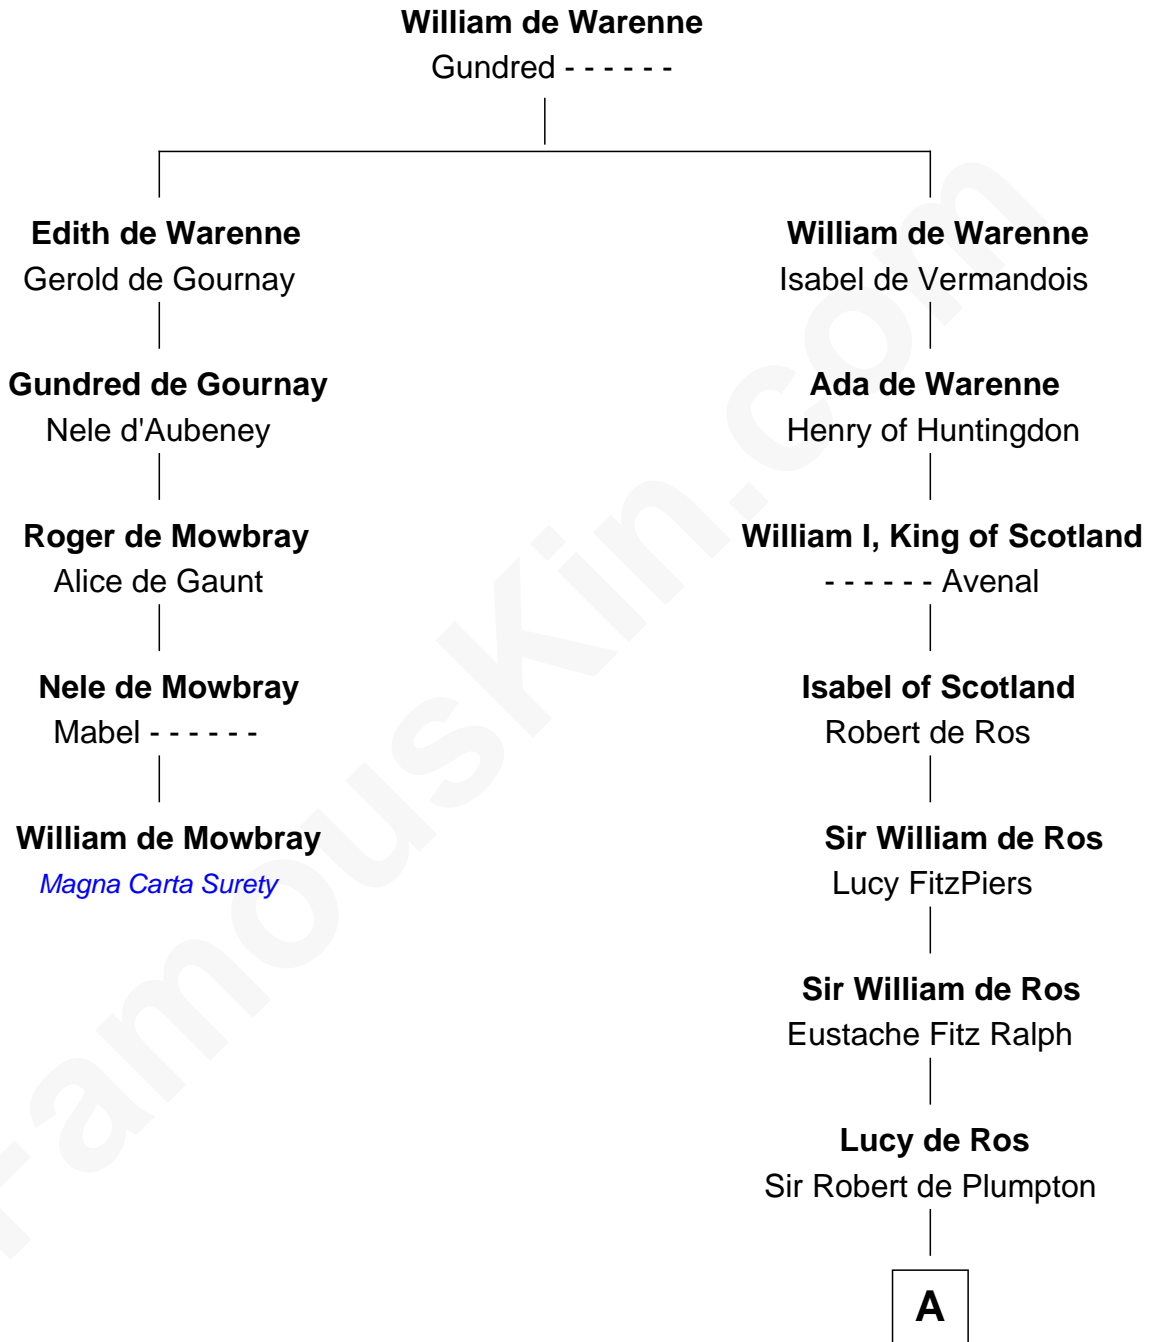 William de Warenne
Gundred - - - - - -
Edith de Warenne
Gerold de Gournay
William de Warenne
Isabel de Vermandois
Gundred de Gournay
Nele d'Aubeney
Ada de Warenne
Henry of Huntingdon
Roger de Mowbray
Alice de Gaunt
William I, King of Scotland
- - - - - - Avenal
Nele de Mowbray
Mabel - - - - - -
Isabel of Scotland
Robert de Ros
William de Mowbray
Magna Carta Surety
Sir William de Ros
Lucy FitzPiers
Sir William de Ros
Eustache Fitz Ralph
Lucy de Ros
Sir Robert de Plumpton
A
FamousKin.com